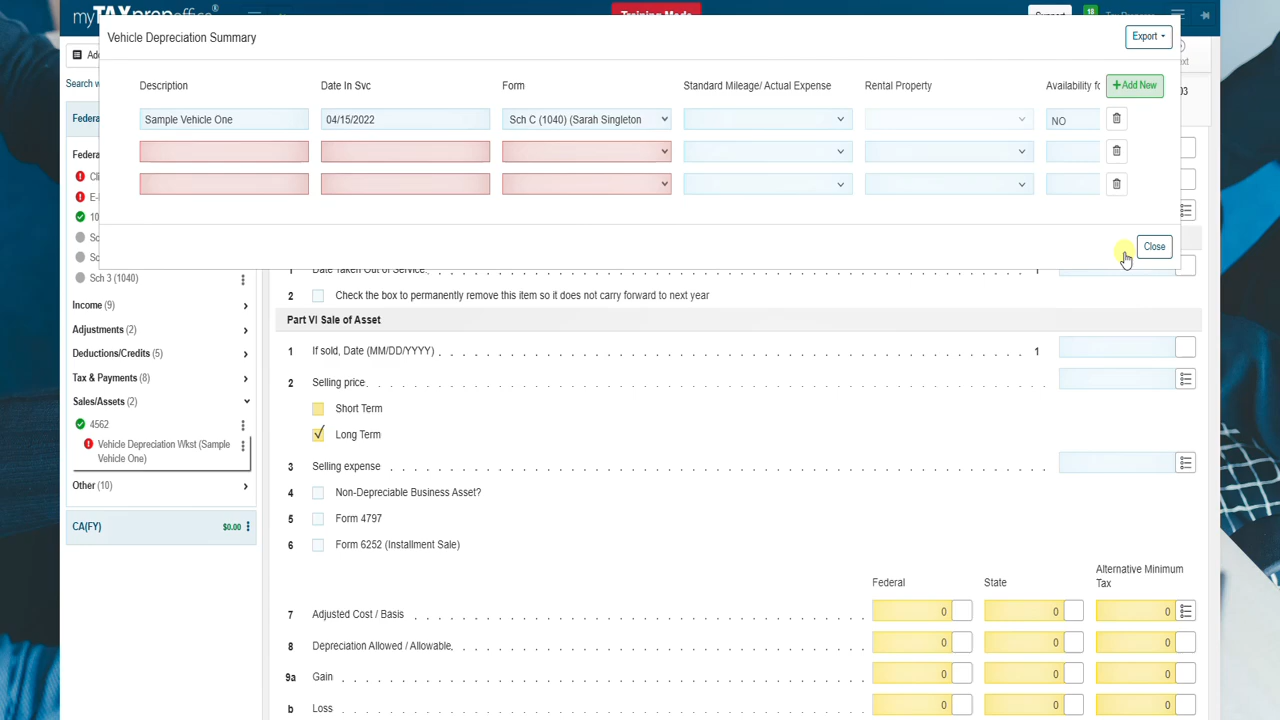 myTAXprepoffice®
Training Mode
Support
18
Vehicle Depreciation Summary
Export
Description
Date In Svc
Form
Standard Mileage/ Actual Expense
Rental Property
Availability fo
+Add New
Sample Vehicle One
04/15/2022
Sch C (1040) (Sarah Singleton
NO
Close
Search w
Federa
Federa
Cli
E-
10
Sc
Sc
Sch 3 (1040)
Income (9)
Adjustments (2)
Deductions/Credits (5)
Tax & Payments (8)
Sales/Assets (2)
4562
Vehicle Depreciation Wkst (Sample
Vehicle One)
Other (10)
CA(FY) $0.00
1 Date Taken Out of Service. 1
2 Check the box to permanently remove this item so it does not carry forward to next year
Part VI Sale of Asset
1 If sold, Date (MM/DD/YYYY) 1
2 Selling price
Short Term
Long Term
3 Selling expense
4 Non-Depreciable Business Asset?
5 Form 4797
6 Form 6252 (Installment Sale)
Federal State Alternative Minimum
Tax
7 Adjusted Cost / Basis 0 0 0
8 Depreciation Allowed / Allowable 0 0 0
9a Gain 0 0 0
b Loss 0 0 0